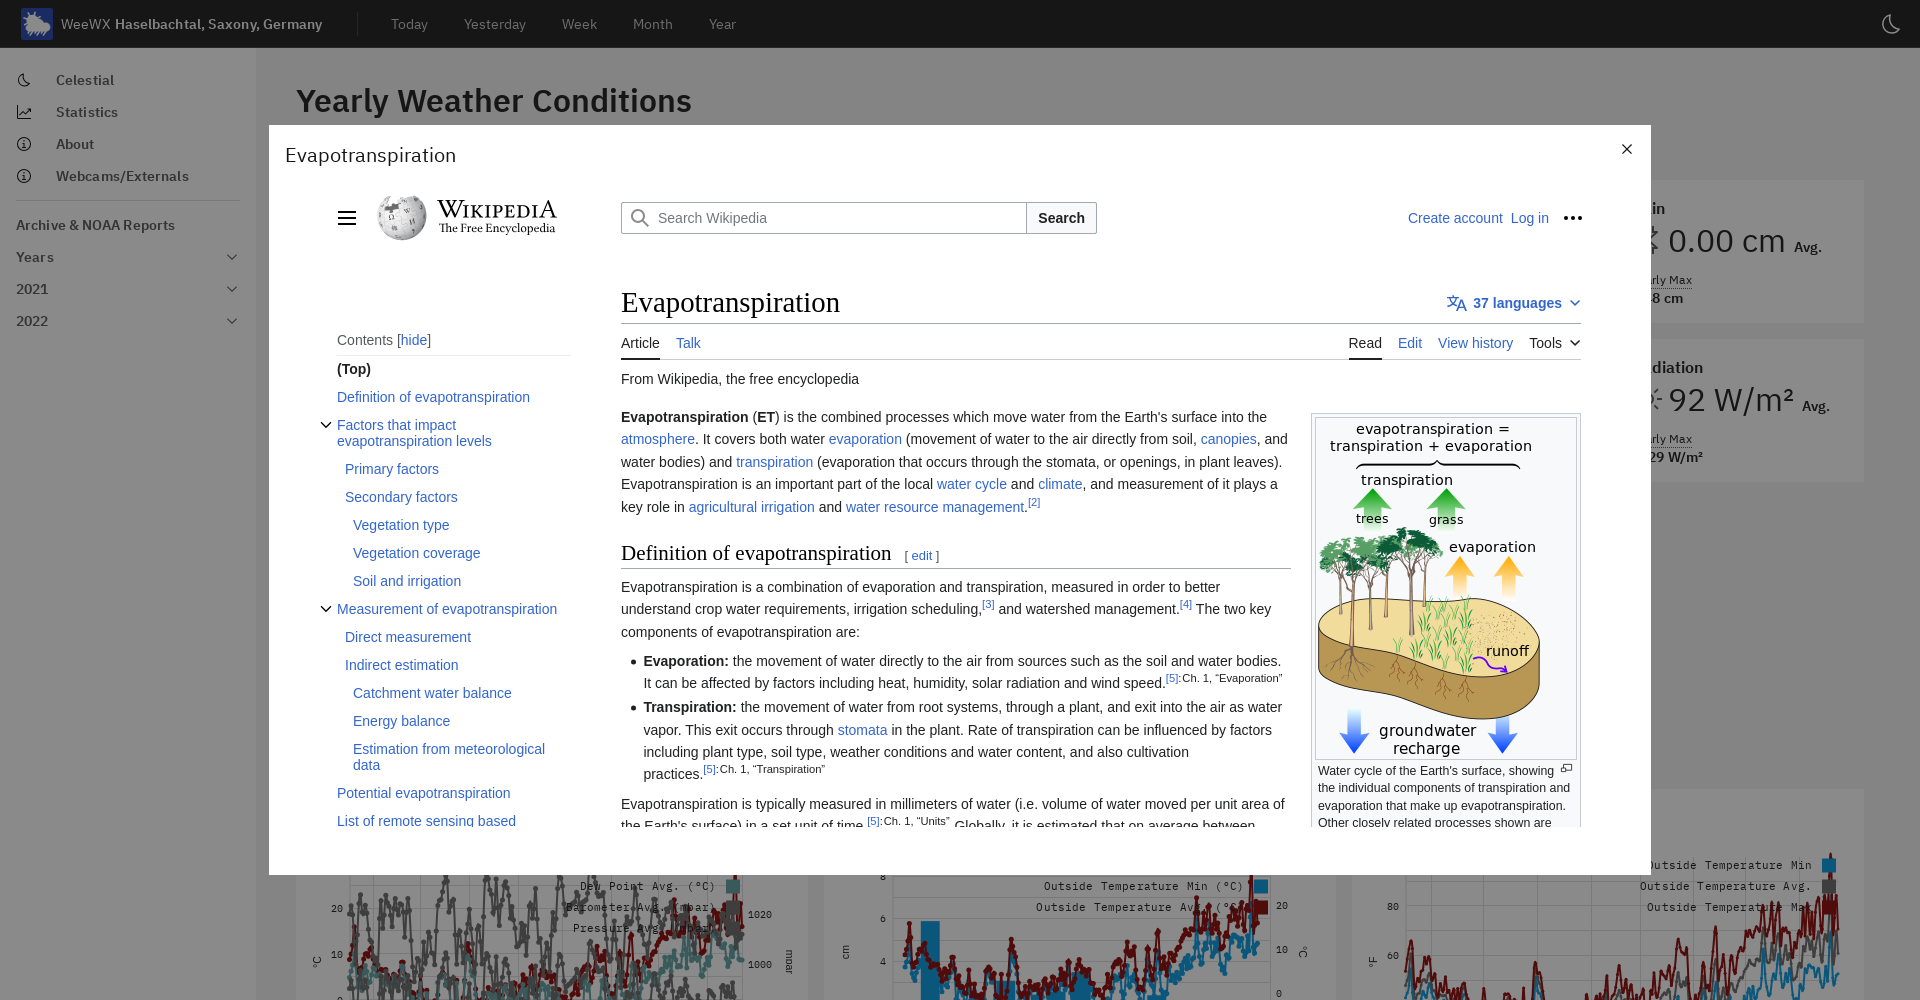 WeeWX Haselbachtal, Saxony, Germany
Today
Yesterday
Week
Month
Year
Celestial
Statistics
About
Webcams/Externals
Archive & NOAA Reports
Years
2021
2022
Yearly Weather Conditions
Evapotranspiration
WIKIPEDIA
The Free Encyclopedia
Search Wikipedia
Search
Create account Log in
Contents [hide]
(Top)
Definition of evapotranspiration
Factors that impact
evapotranspiration levels
Primary factors
Secondary factors
Vegetation type
Vegetation coverage
Soil and irrigation
Measurement of evapotranspiration
Direct measurement
Indirect estimation
Catchment water balance
Energy balance
Estimation from meteorological
data
Potential evapotranspiration
List of remote sensing based
Evapotranspiration
37 languages
Article Talk
Read Edit View history Tools
From Wikipedia, the free encyclopedia
Evapotranspiration (ET) is the combined processes which move water from the Earth's surface into the
atmosphere. It covers both water evaporation (movement of water to the air directly from soil, canopies, and
water bodies) and transpiration (evaporation that occurs through the stomata, or openings, in plant leaves).
Evapotranspiration is an important part of the local water cycle and climate, and measurement of it plays a
key role in agricultural irrigation and water resource management.[2]
Definition of evapotranspiration [ edit ]
Evapotranspiration is a combination of evaporation and transpiration, measured in order to better
understand crop water requirements, irrigation scheduling,[3] and watershed management.[4] The two key
components of evapotranspiration are:
Evaporation: the movement of water directly to the air from sources such as the soil and water bodies.
It can be affected by factors including heat, humidity, solar radiation and wind speed.[5]: Ch. 1, “Evaporation”
Transpiration: the movement of water from root systems, through a plant, and exit into the air as water
vapor. This exit occurs through stomata in the plant. Rate of transpiration can be influenced by factors
including plant type, soil type, weather conditions and water content, and also cultivation
practices.[5]: Ch. 1, “Transpiration”
Evapotranspiration is typically measured in millimeters of water (i.e. volume of water moved per unit area of
the Earth's surface) in a set unit of time.[5]: Ch. 1, “Units” Globally, it is estimated that on average between
evapotranspiration =
transpiration + evaporation
transpiration
trees
grass
evaporation
runoff
groundwater
recharge
Water cycle of the Earth's surface, showing
the individual components of transpiration and
evaporation that make up evapotranspiration.
Other closely related processes shown are
0.00 cm Avg.
Max
cm
92 W/m² Avg.
Max
W/m²
Dew Point Avg. (°C)
Barometer Avg. (mbar)
Pressure Avg. (mbar)
20
10
0
°C
1020
1000
mbar
Outside Temperature Min (°C)
Outside Temperature Avg. (°C)
8
6
4
cm
20
10
0
°C
Outside Temperature Min
Outside Temperature Avg.
Outside Temperature Max
80
60
°F